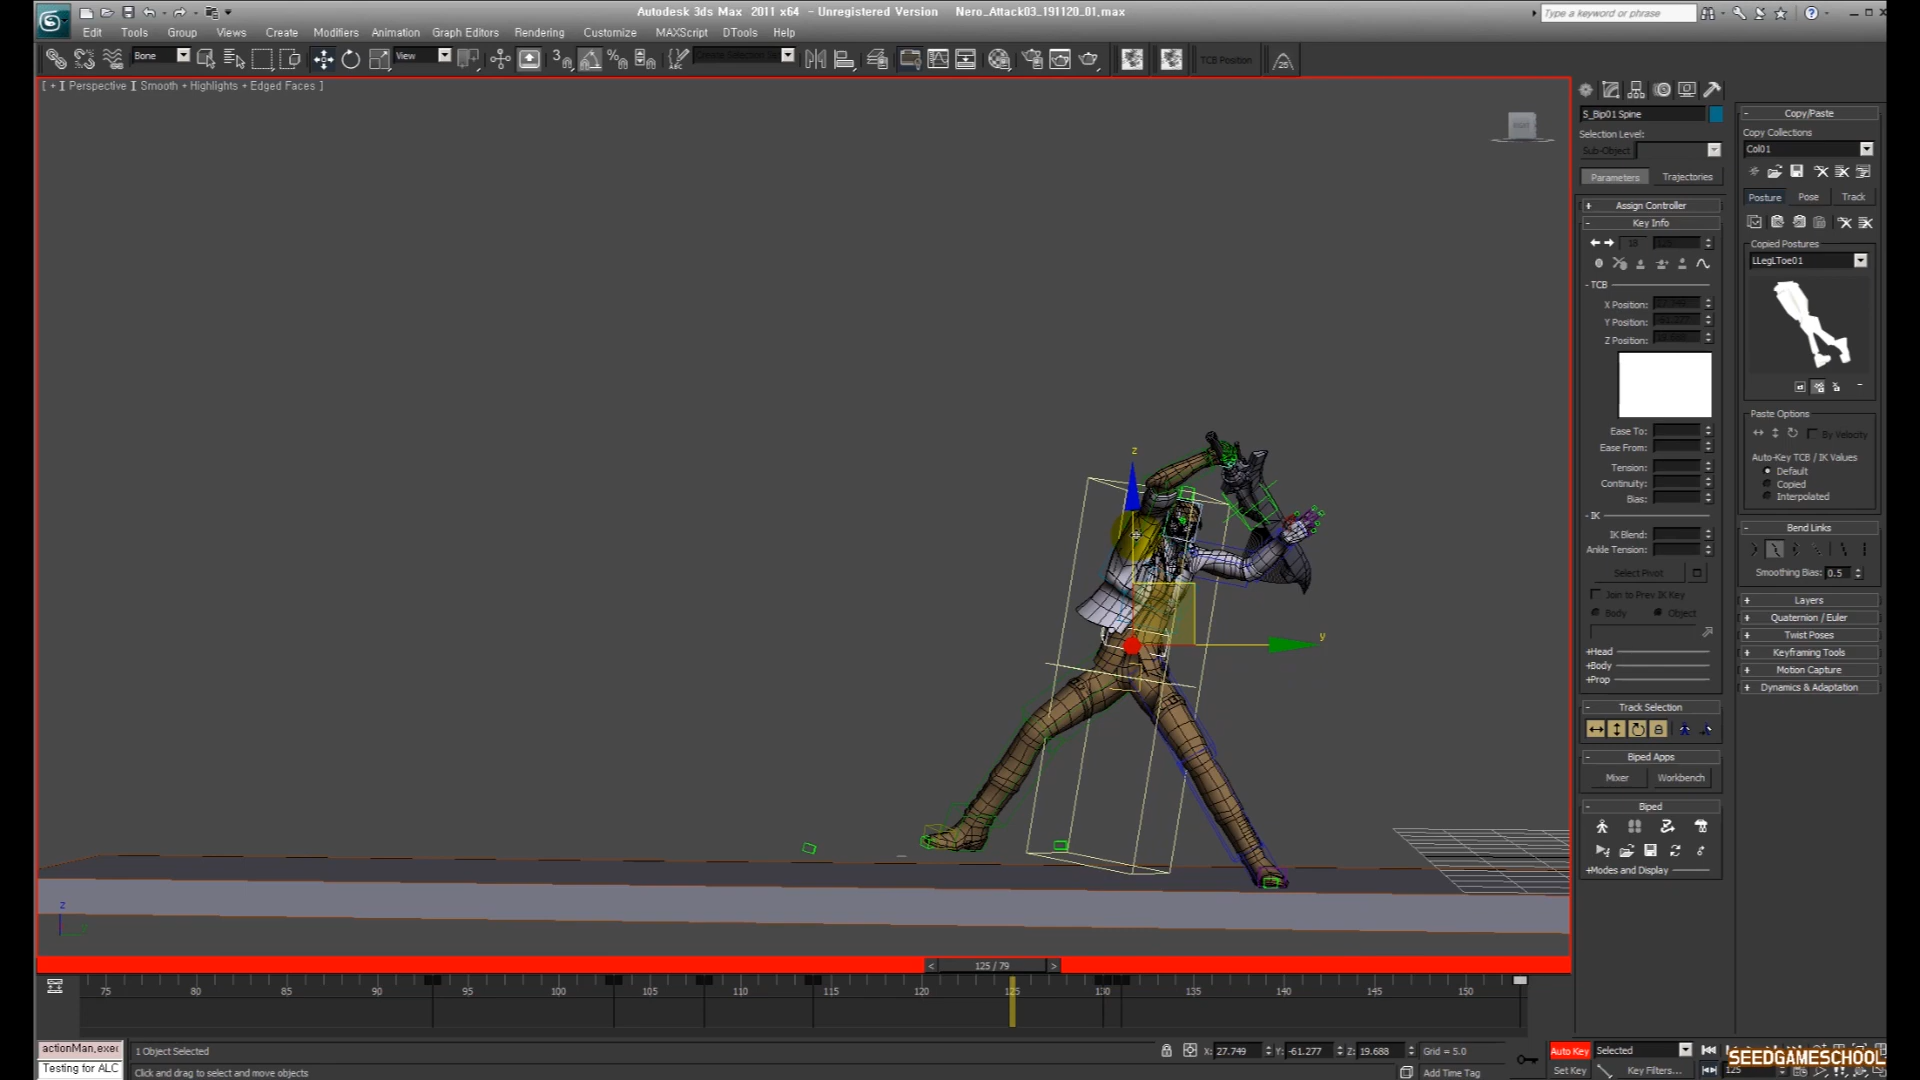 Autodesk 3ds Max 2011 x64 - Unregistered Version Nero_Attack03_191120_01.max
Type a keyword or phrase
Edit Tools Group Views Create Modifiers Animation Graph Editors Rendering Customize MAXScript DTools Help
Bone View TCB Position
[ + ] Perspective ] Smooth + Highlights + Edged Faces ]
S_Bip01 Spine
Selection Level:
Sub-Object
Parameters Trajectories
+ Assign Controller
- Key Info
18
- TCB
X Position:
Y Position:
Z Position:
Ease To:
Ease From:
Tension:
Continuity:
Bias:
- IK
IK Blend:
Ankle Tension:
Select Pivot
Join to Prev IK Key
Body Object
+Head
+Body
+Prop
- Track Selection
- Biped Apps
Mixer Workbench
- Biped
+Modes and Display
- Copy/Paste
Copy Collections
Col01
Posture Pose Track
Copied Postures
LLegLToe01
Paste Options
By Velocity
Auto-Key TCB / IK Values
Default
Copied
Interpolated
- Bend Links
Smoothing Bias: 0.5
+ Layers
+ Quaternion / Euler
+ Twist Poses
+ Keyframing Tools
+ Motion Capture
+ Dynamics & Adaptation
z
y
z
< 125 / 79 >
75 80 85 90 95 100 105 110 115 120 125 130 135 140 145 150
actionMan,exe
Testing for ALC
1 Object Selected
Click and drag to select and move objects
X: 27.749 Y: -61.277 Z: 19.688 Grid = 5.0
Add Time Tag
Auto Key Selected
Set Key Key Filters...
125
SEEDGAMESCHOOL